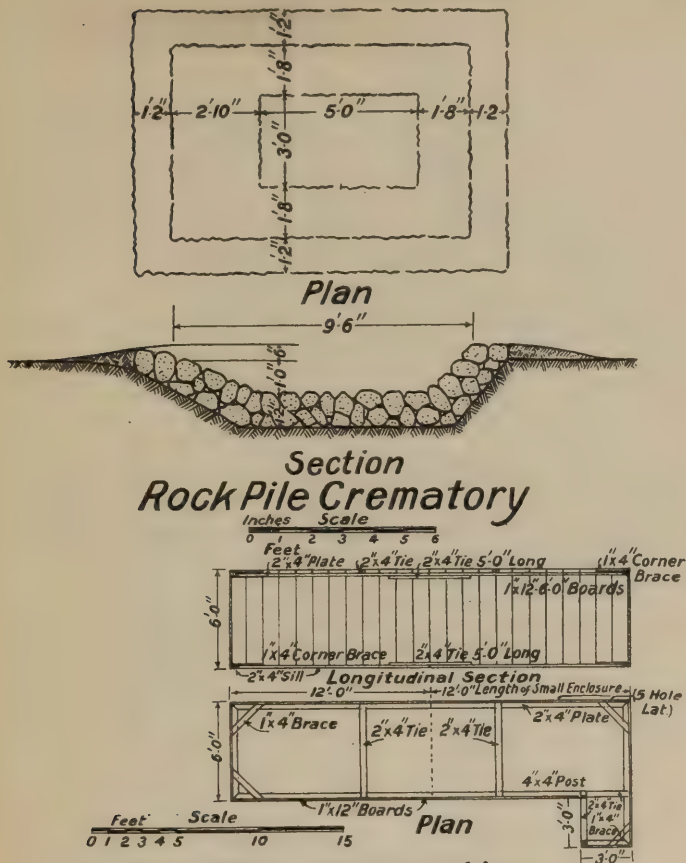 1'-2"
1'-8"
1'-2" 2'-10" 5'-0" 1'-8" 1'-2
3'-0"
1'-8"
1'-2"
Plan
9'-6"
1'-0" 6"
1'-2"
Section
Rock Pile Crematory
Inches Scale
0 1 2 3 4 5 6
Feet
2"x4" Plate 2"x4" Tie 2"x4" Tie 5'-0" Long 1"x4" Corner
Brace
1"x12"-6'-0" Boards
6'-0"
1"x4" Corner Brace 2"x4" Tie 5'-0" Long
2"x4" Sill Longitudinal Section
12'-0" 12'-0" Length of Small Enclosure (5 Hole
Lat.)
1"x4" Brace 2"x4" Tie 2"x4" Tie 2"x4" Plate
6'-0"
4"x4" Post
1"x12" Boards
2"x4" Tie
1"x4"
Brace
3'-0"
Feet Scale Plan
0 1 2 3 4 5 10 15
3'-0"